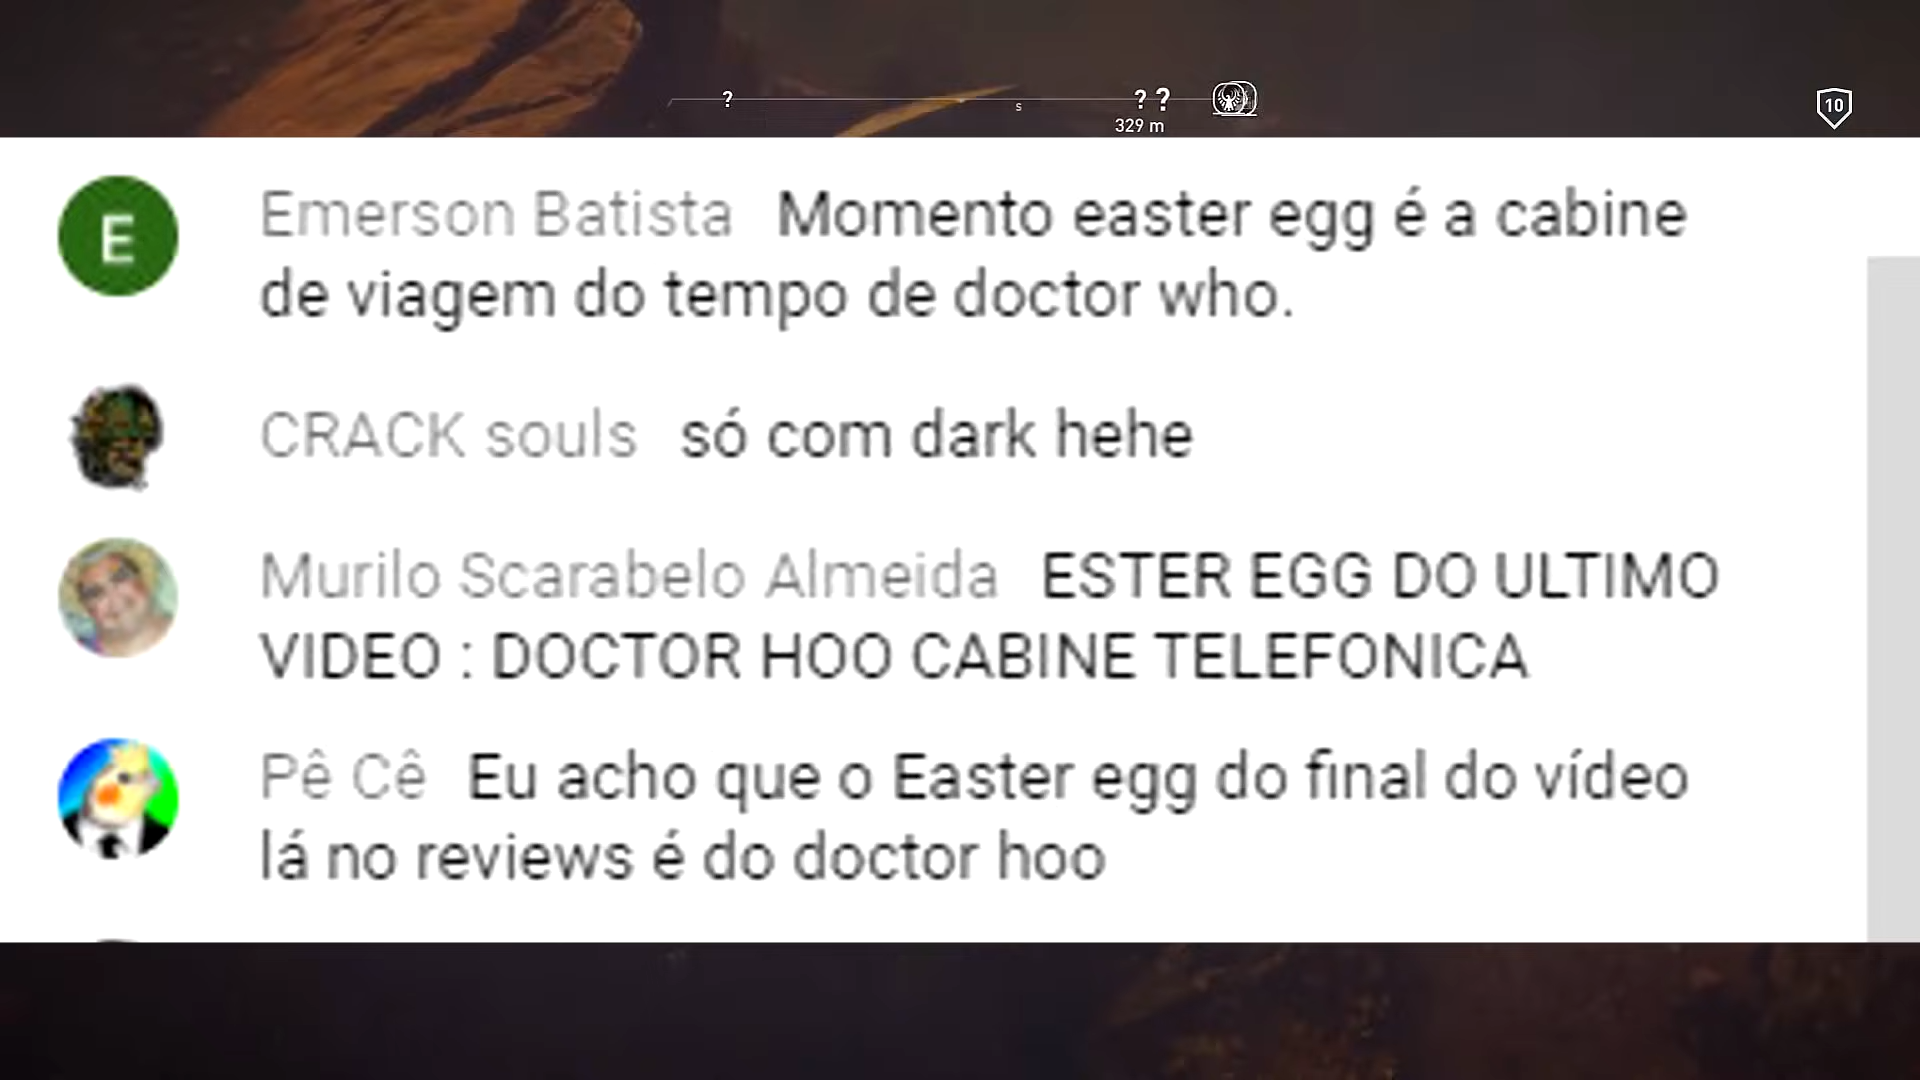 ?
? ?
s
329 m
10
E
Emerson Batista Momento easter egg é a cabine
de viagem do tempo de doctor who.
CRACK souls só com dark hehe
Murilo Scarabelo Almeida ESTER EGG DO ULTIMO
VIDEO : DOCTOR HOO CABINE TELEFONICA
Pê Cê Eu acho que o Easter egg do final do vídeo
lá no reviews é do doctor hoo